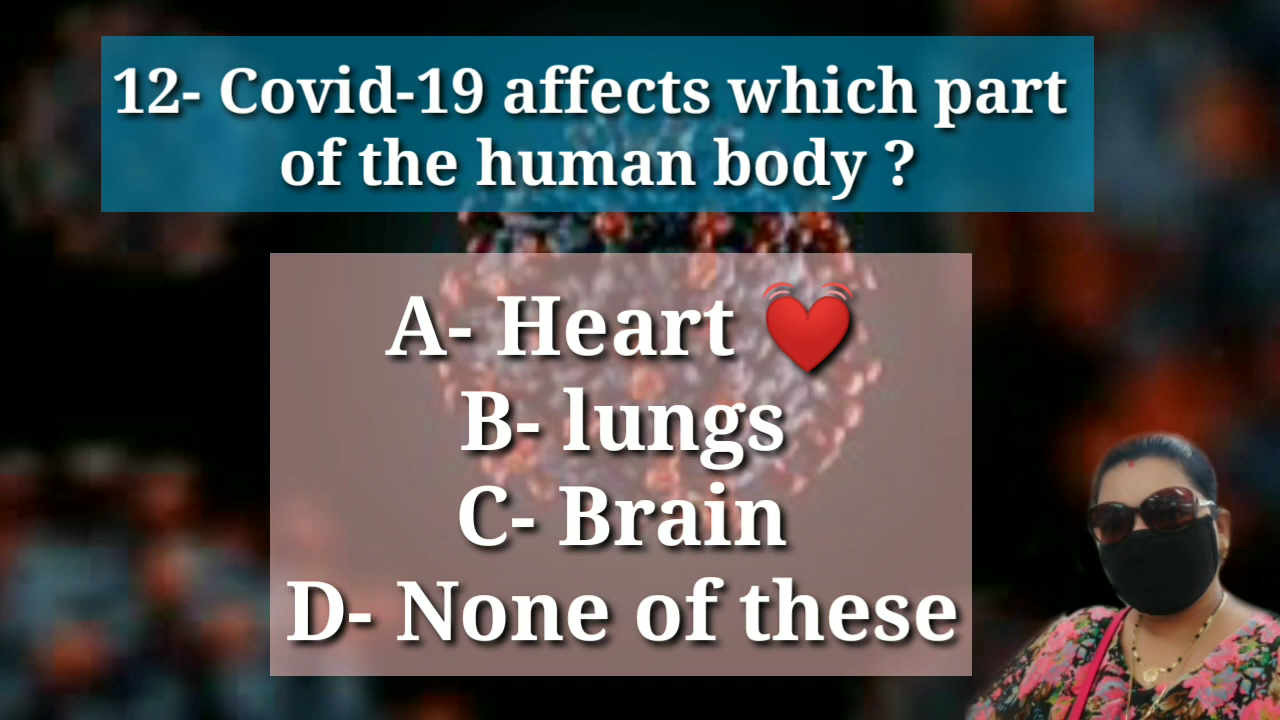 12- Covid-19 affects which part
of the human body ?
A- Heart 💓
B- lungs
C- Brain
D- None of these